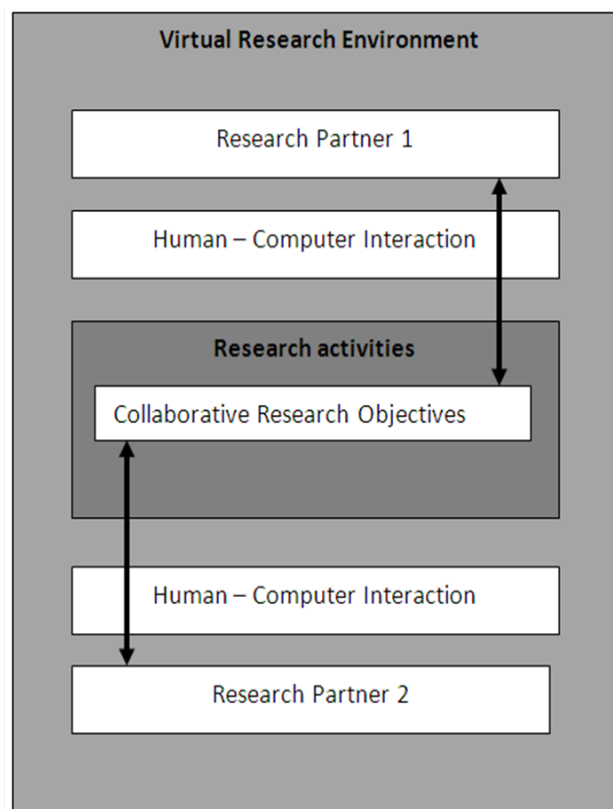 Virtual Research Environment
Research Partner 1
Human – Computer Interaction
Research activities
Collaborative Research Objectives
Human – Computer Interaction
Research Partner 2